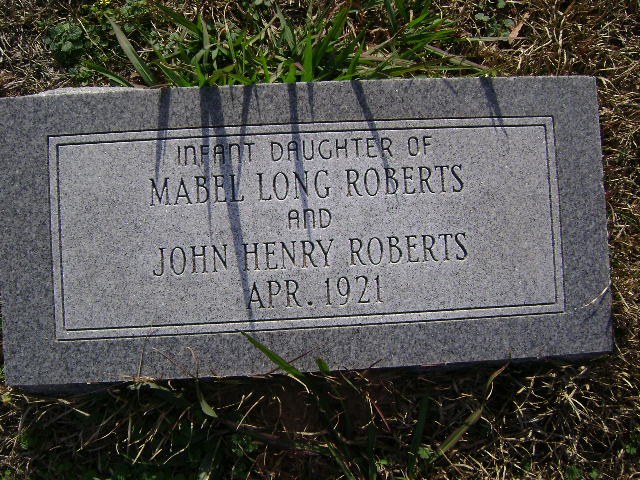 INFANT DAUGHTER OF
MABEL LONG ROBERTS
AND
JOHN HENRY ROBERTS
APR. 1921